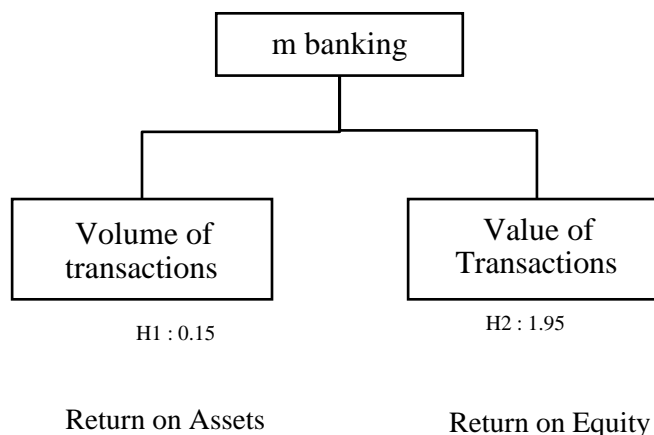 m banking
Volume of
transactions
Value of
Transactions
H1 : 0.15
H2 : 1.95
Return on Assets
Return on Equity